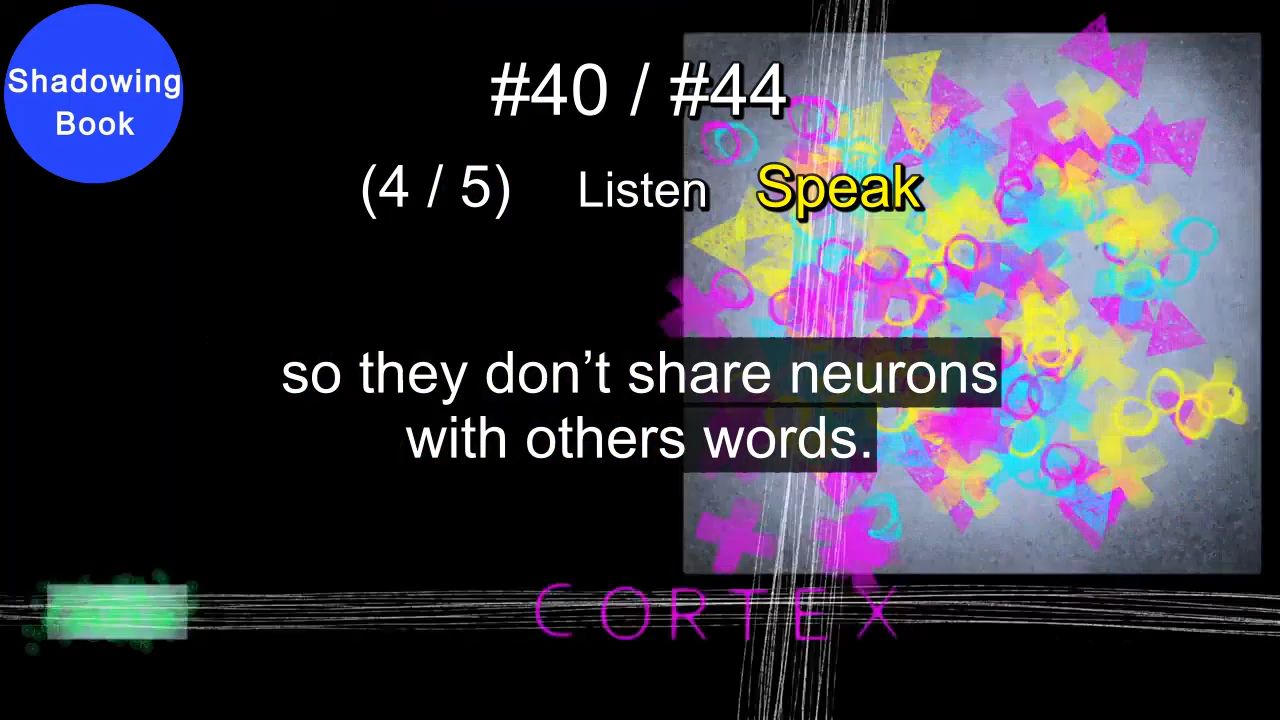 Shadowing
Book
#40 / #44
(4 / 5) Listen Speak
so they don’t share neurons
with others words.
CORTEX